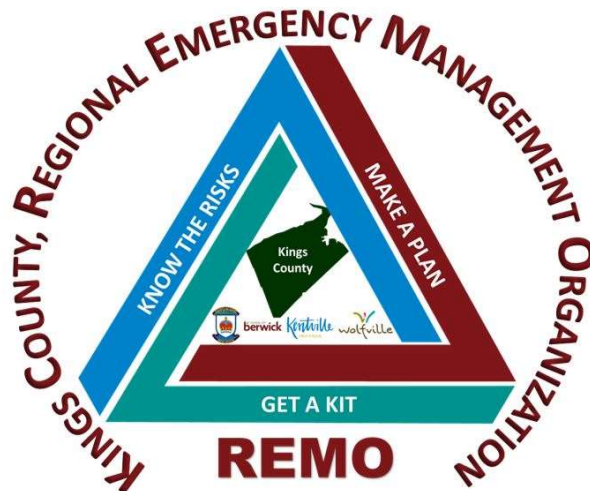 KINGS COUNTY, REGIONAL EMERGENCY MANAGEMENT ORGANIZATION
KNOW THE RISKS
MAKE A PLAN
Kings
County
berwick
Kentville
wolfville
GET A KIT
REMO